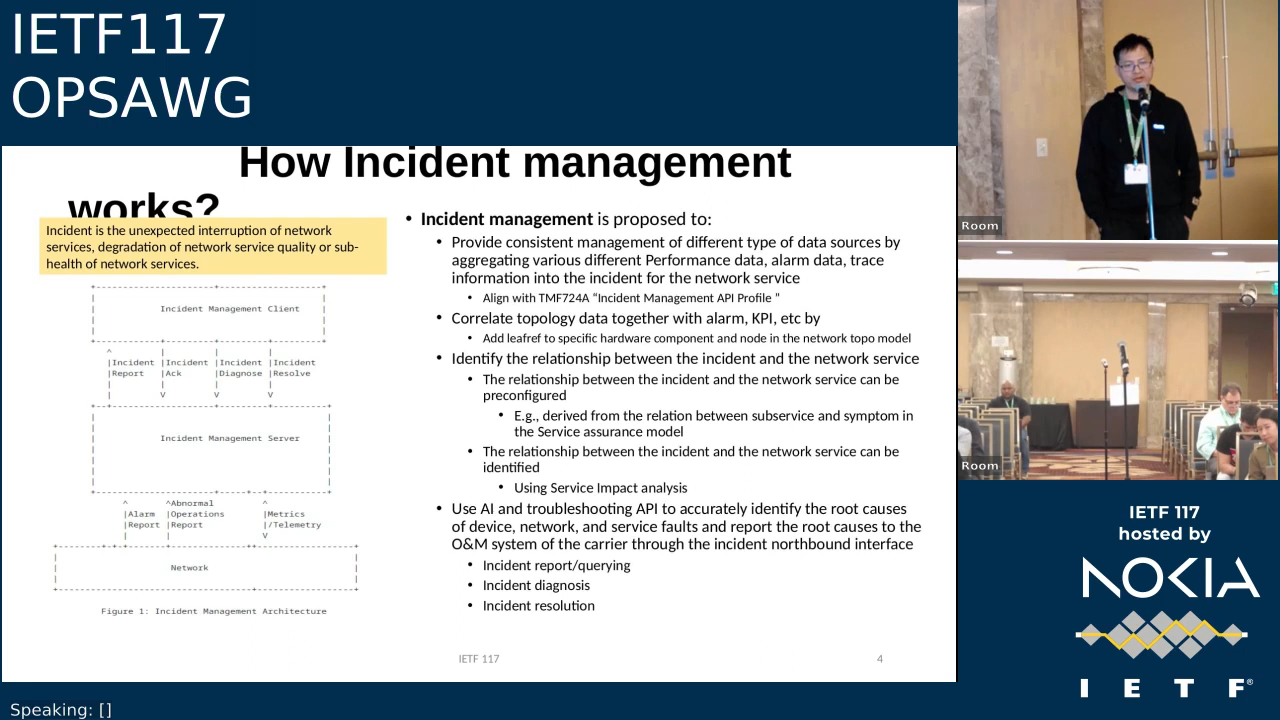 IETF117
OPSAWG
How Incident management
works?
Incident is the unexpected interruption of network
services, degradation of network service quality or sub-
health of network services.
Incident Management Client
|Incident |Incident |Incident |Incident
|Report |Ack |Diagnose |Resolve
Incident Management Server
^Abnormal
|Alarm |Operations |Metrics
|Report |Report |/Telemetry
Network
Figure 1: Incident Management Architecture
• Incident management is proposed to:
• Provide consistent management of different type of data sources by
aggregating various different Performance data, alarm data, trace
information into the incident for the network service
• Align with TMF724A “Incident Management API Profile ”
• Correlate topology data together with alarm, KPI, etc by
• Add leafref to specific hardware component and node in the network topo model
• Identify the relationship between the incident and the network service
• The relationship between the incident and the network service can be
preconfigured
• E.g., derived from the relation between subservice and symptom in
the Service assurance model
• The relationship between the incident and the network service can be
identified
• Using Service Impact analysis
• Use AI and troubleshooting API to accurately identify the root causes
of device, network, and service faults and report the root causes to the
O&M system of the carrier through the incident northbound interface
• Incident report/querying
• Incident diagnosis
• Incident resolution
IETF 117
4
Room
Room
IETF 117
hosted by
NOKIA
I E T F®
Speaking: []